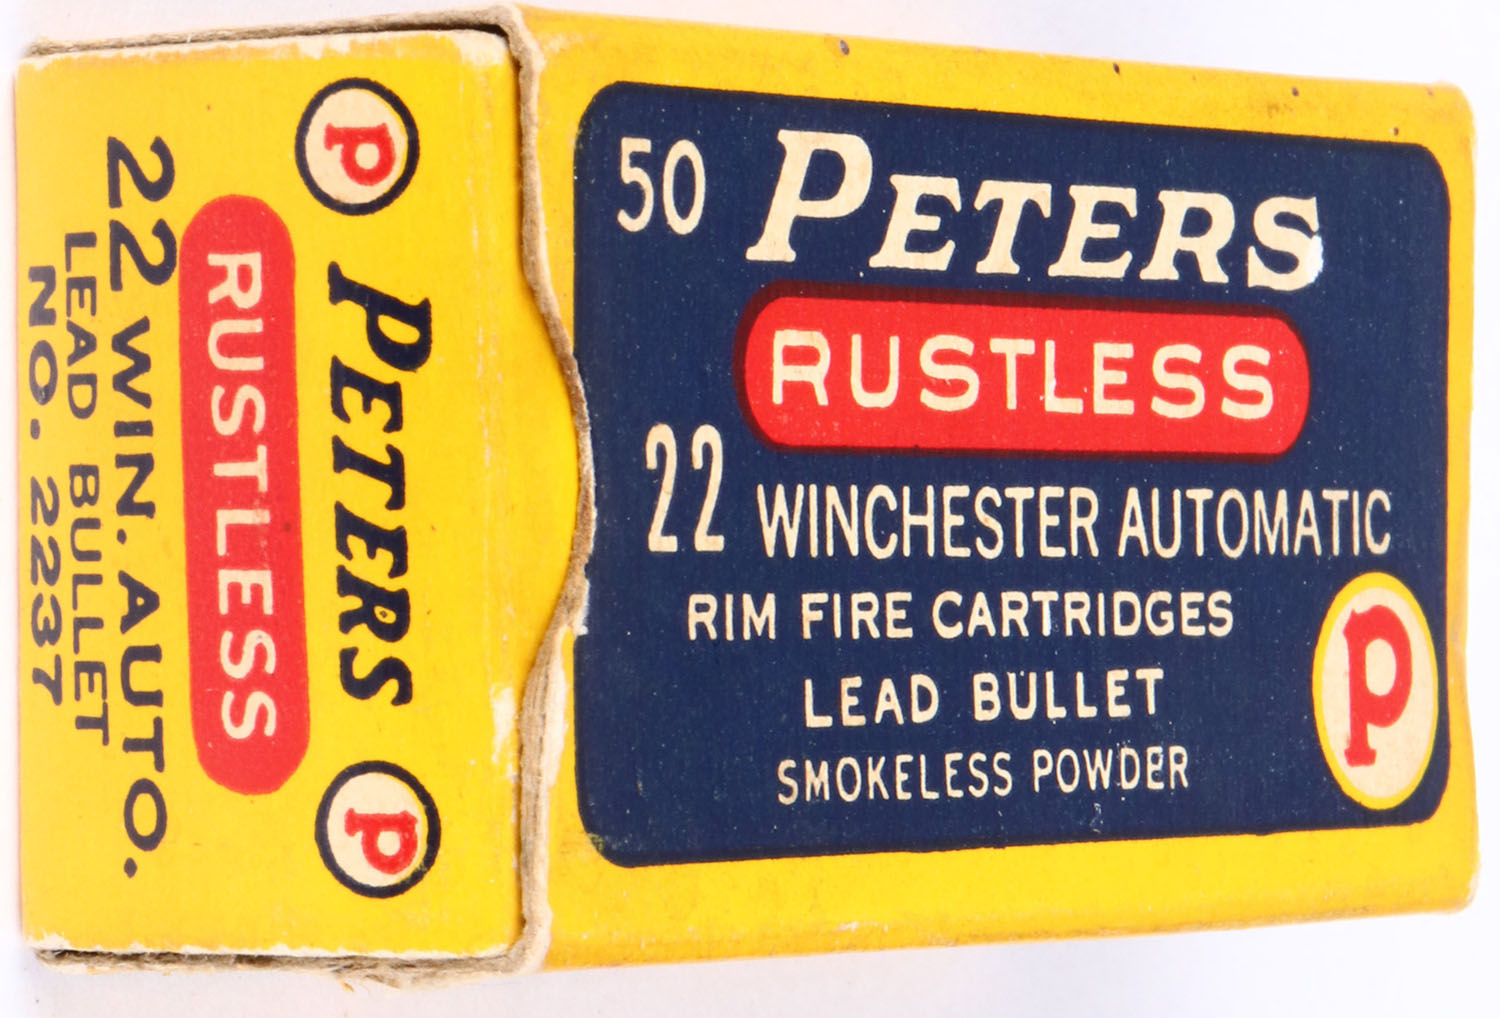 50 PETERS
RUSTLESS
22 WINCHESTER AUTOMATIC
RIM FIRE CARTRIDGES
LEAD BULLET
SMOKELESS POWDER
P
P PETERS P
RUSTLESS
22 WIN. AUTO.
LEAD BULLET
NO. 2237